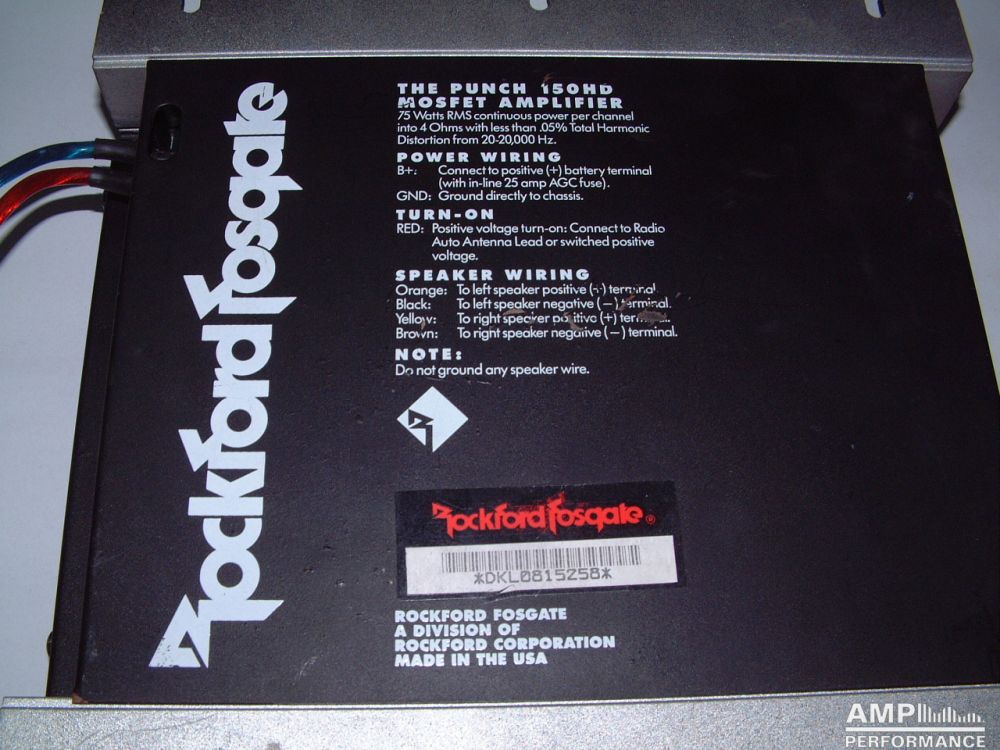 Rockford Fosgate
THE PUNCH 150HD
MOSFET AMPLIFIER
75 Watts RMS continuous power per channel
into 4 Ohms with less than .05% Total Harmonic
Distortion from 20-20,000 Hz.
POWER WIRING
B+: Connect to positive (+) battery terminal
(with in-line 25 amp AGC fuse).
GND: Ground directly to chassis.
TURN-ON
RED: Positive voltage turn-on: Connect to Radio
Auto Antenna Lead or switched positive
voltage.
SPEAKER WIRING
Orange: To left speaker positive (+) terminal.
Black: To left speaker negative (−) terminal.
Yellow: To right speaker positive (+) terminal.
Brown: To right speaker negative (−) terminal.
NOTE:
Do not ground any speaker wire.
Rockford Fosgate®
*DKL0815258*
ROCKFORD FOSGATE
A DIVISION OF
ROCKFORD CORPORATION
MADE IN THE USA
AMP
PERFORMANCE